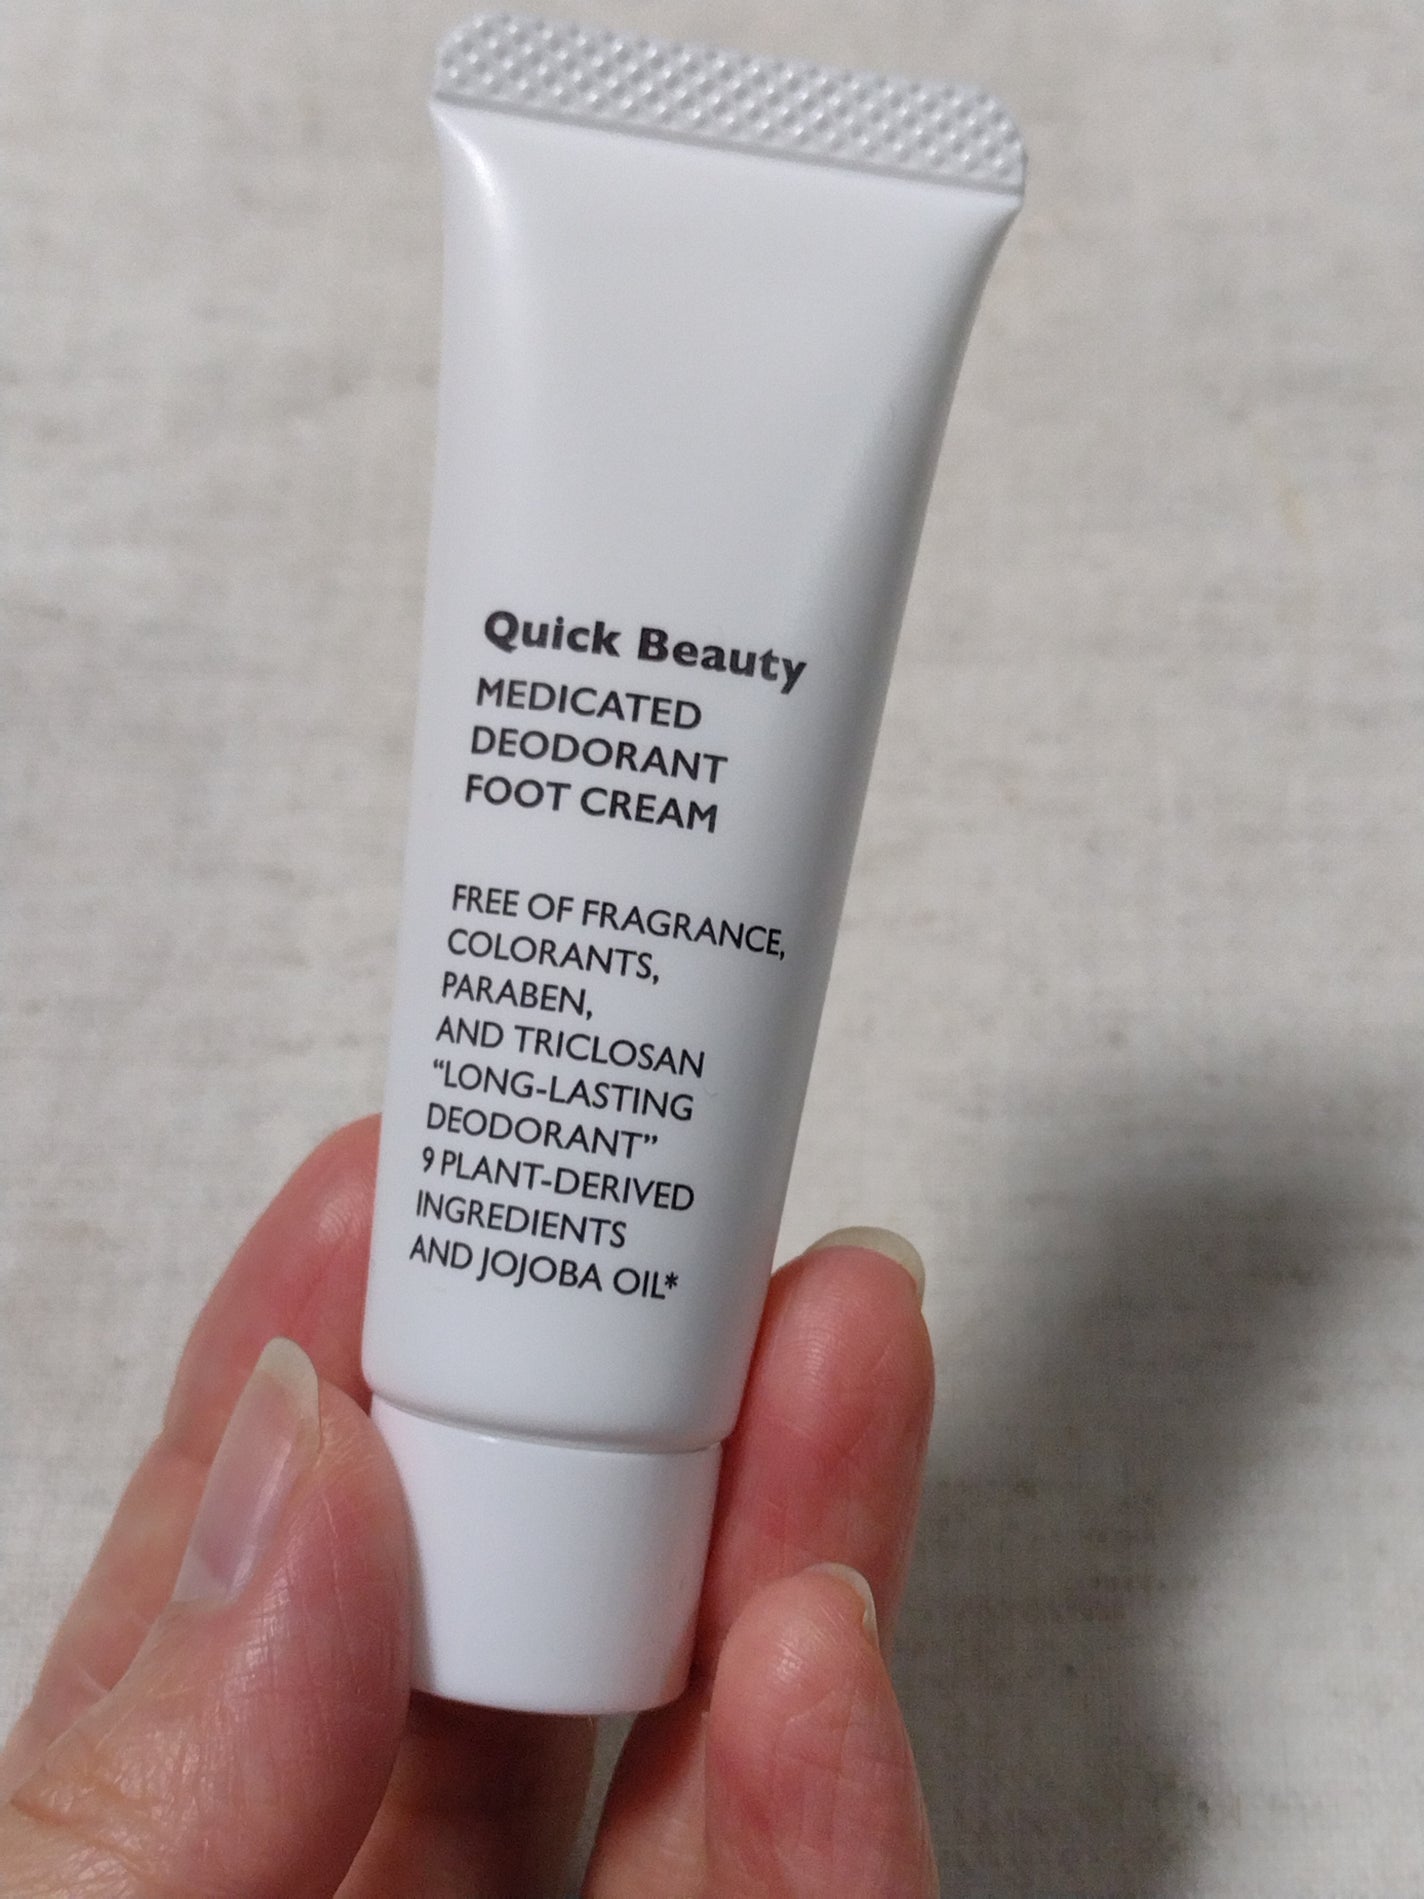 Quick Beauty
MEDICATED
DEODORANT
FOOT CREAM
FREE OF FRAGRANCE,
COLORANTS,
PARABEN,
AND TRICLOSAN
“LONG-LASTING
DEODORANT”
9 PLANT-DERIVED
INGREDIENTS
AND JOJOBA OIL*